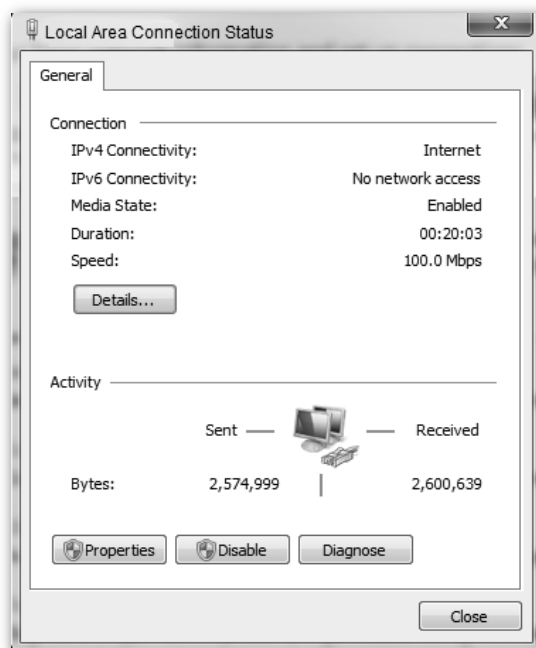 Local Area Connection Status
General
Connection
IPv4 Connectivity: Internet
IPv6 Connectivity: No network access
Media State: Enabled
Duration: 00:20:03
Speed: 100.0 Mbps
Details...
Activity
Sent Received
Bytes: 2,574,999 2,600,639
Properties Disable Diagnose
Close